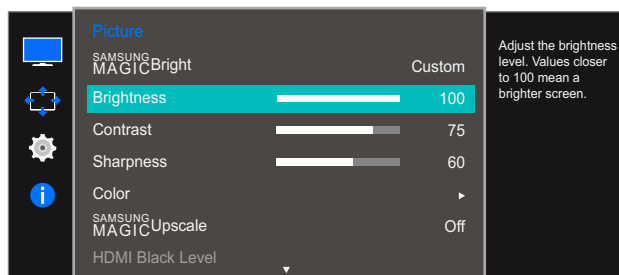 Picture
SAMSUNG
MAGICBright Custom
Brightness 100
Contrast 75
Sharpness 60
Color
SAMSUNG
MAGICUpscale Off
HDMI Black Level
Adjust the brightness
level. Values closer
to 100 mean a
brighter screen.